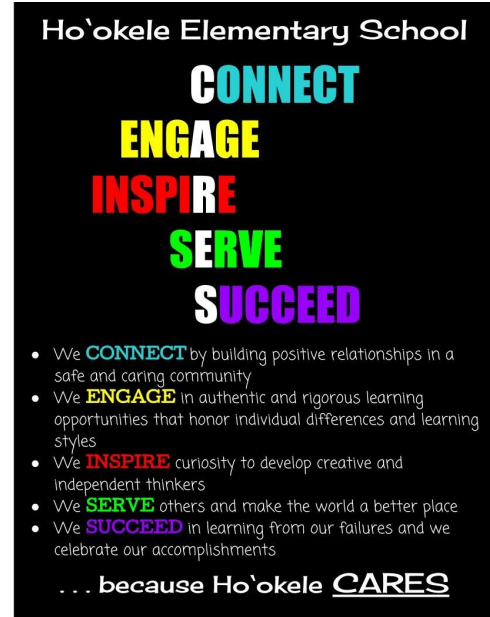 Ho`okele Elementary School
CONNECT
ENGAGE
INSPIRE
SERVE
SUCCEED
• We CONNECT by building positive relationships in a
safe and caring community
• We ENGAGE in authentic and rigorous learning
opportunities that honor individual differences and learning
styles
• We INSPIRE curiosity to develop creative and
independent thinkers
• We SERVE others and make the world a better place
• We SUCCEED in learning from our failures and we
celebrate our accomplishments
. . . because Ho`okele CARES